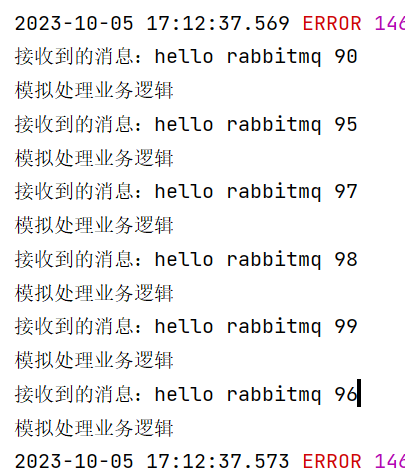 2023-10-05 17:12:37.569 ERROR 146
接收到的消息：hello rabbitmq 90
模拟处理业务逻辑
接收到的消息：hello rabbitmq 95
模拟处理业务逻辑
接收到的消息：hello rabbitmq 97
模拟处理业务逻辑
接收到的消息：hello rabbitmq 98
模拟处理业务逻辑
接收到的消息：hello rabbitmq 99
模拟处理业务逻辑
接收到的消息：hello rabbitmq 96
模拟处理业务逻辑
2023-10-05 17:12:37.573 ERROR 146